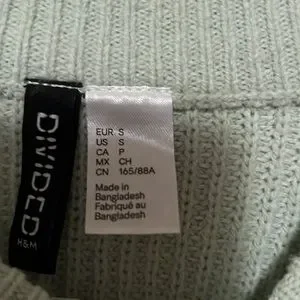 DIVIDED
H&M
EUR S
US S
CA P
MX CH
CN 165/88A
Made in
Bangladesh
Fabriqué au
Bangladesh